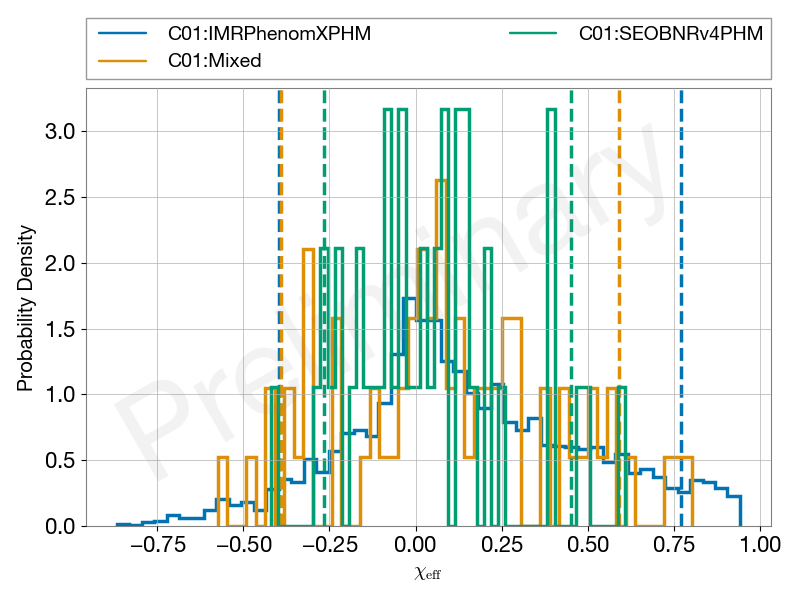 C01:IMRPhenomXPHM C01:SEOBNRv4PHM
C01:Mixed
Preliminary
Probability Density
3.0
2.5
2.0
1.5
1.0
0.5
0.0
−0.75 −0.50 −0.25 0.00 0.25 0.50 0.75 1.00
χeff